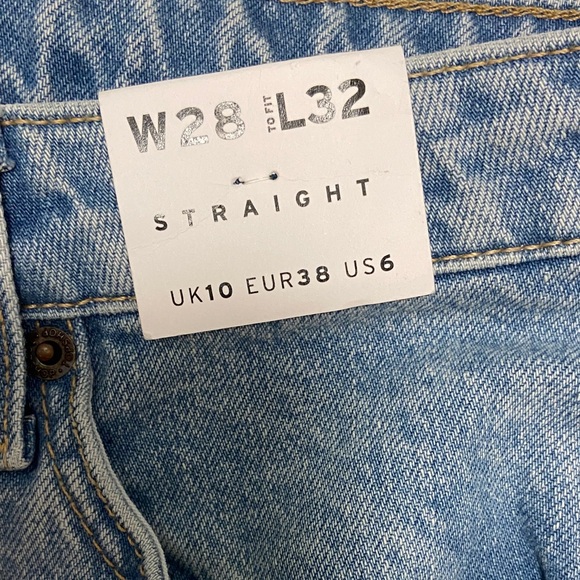 W28 TO FIT L32
STRAIGHT
UK10 EUR38 US6